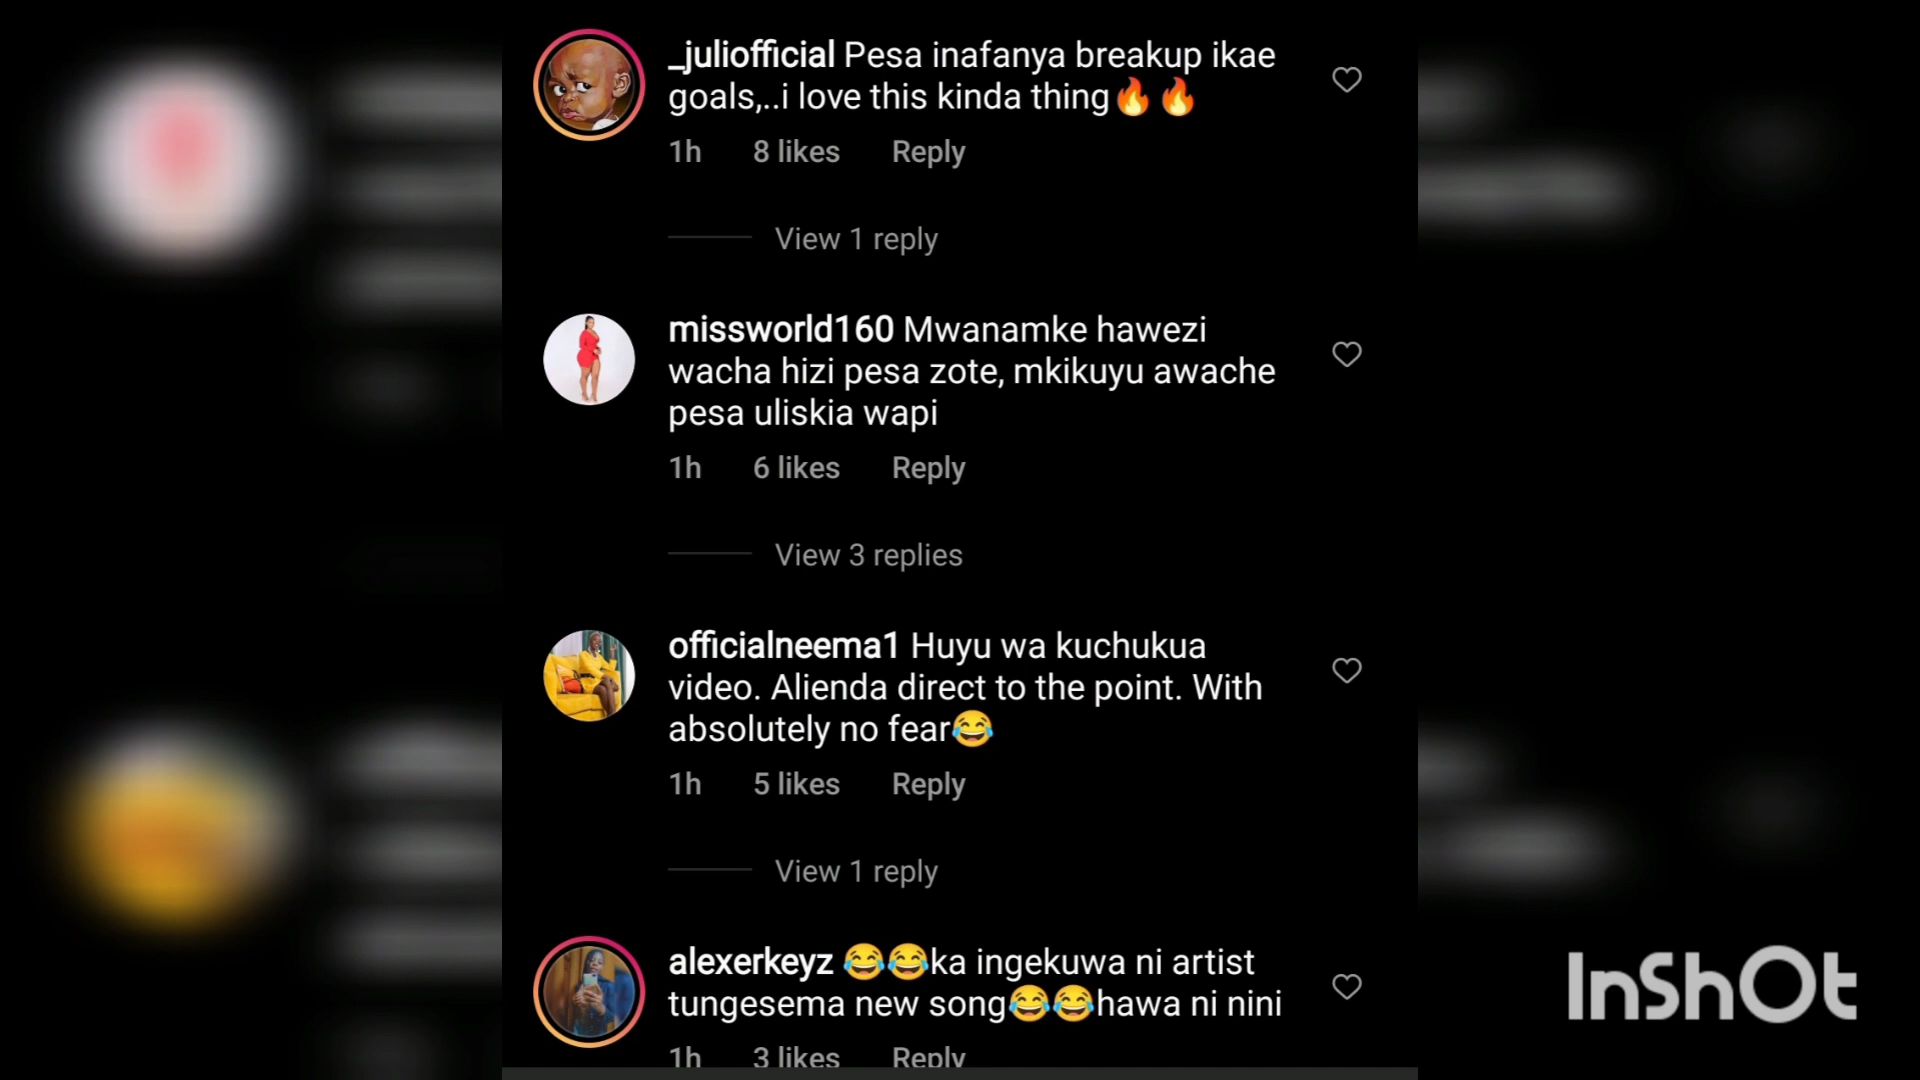 _juliofficial Pesa inafanya breakup ikae
goals,..i love this kinda thing🔥🔥
1h 8 likes Reply
View 1 reply
missworld160 Mwanamke hawezi
wacha hizi pesa zote, mkikuyu awache
pesa uliskia wapi
1h 6 likes Reply
View 3 replies
officialneema1 Huyu wa kuchukua
video. Alienda direct to the point. With
absolutely no fear😂
1h 5 likes Reply
View 1 reply
alexerkeyz 😂😂ka ingekuwa ni artist
tungesema new song😂😂hawa ni nini
1h 3 likes Reply
InShOt